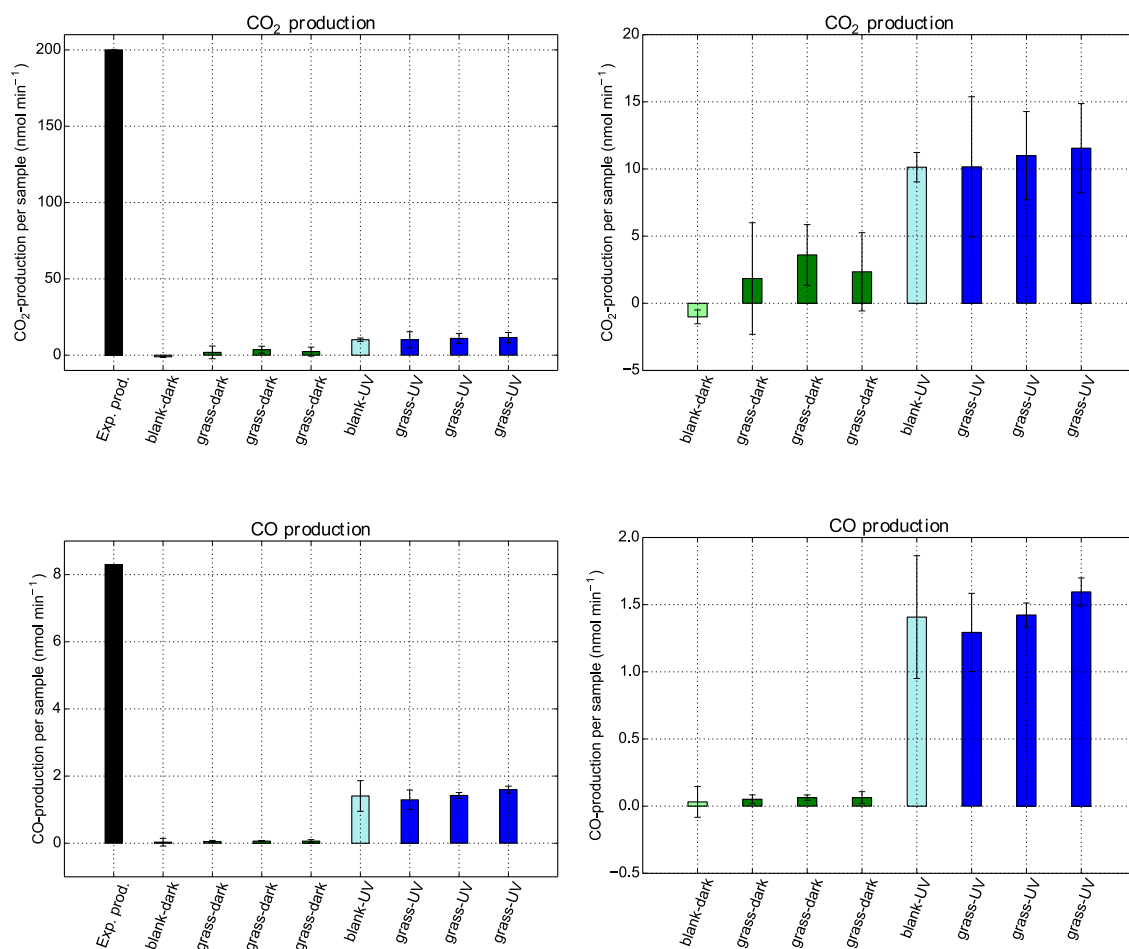 CO₂ production
CO₂-production per sample (nmol min⁻¹)
200
150
100
50
0
Exp. prod.
blank-dark
grass-dark
grass-dark
grass-dark
blank-UV
grass-UV
grass-UV
grass-UV
CO₂ production
CO₂-production per sample (nmol min⁻¹)
20
15
10
5
0
−5
blank-dark
grass-dark
grass-dark
grass-dark
blank-UV
grass-UV
grass-UV
grass-UV
CO production
CO-production per sample (nmol min⁻¹)
8
6
4
2
0
Exp. prod.
blank-dark
grass-dark
grass-dark
grass-dark
blank-UV
grass-UV
grass-UV
grass-UV
CO production
CO-production per sample (nmol min⁻¹)
2.0
1.5
1.0
0.5
0.0
−0.5
blank-dark
grass-dark
grass-dark
grass-dark
blank-UV
grass-UV
grass-UV
grass-UV